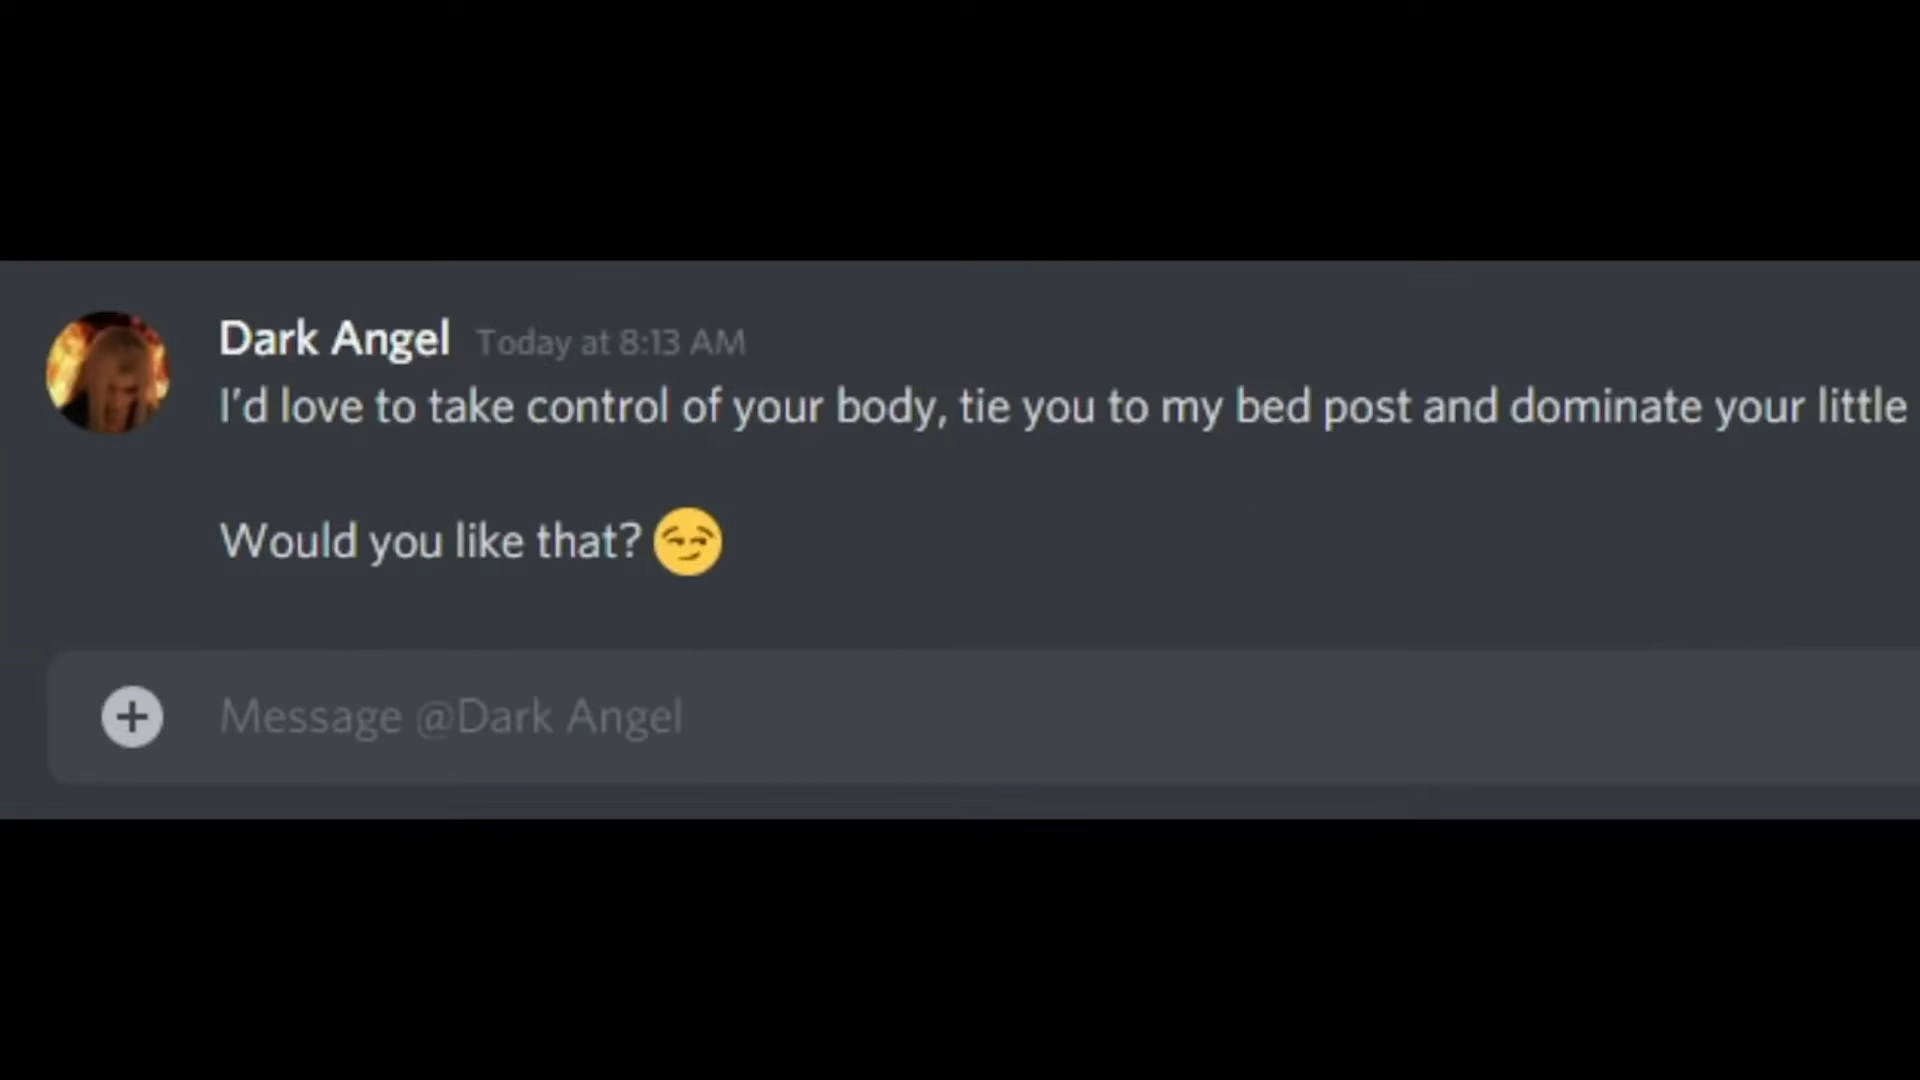 Dark Angel Today at 8:13 AM
I'd love to take control of your body, tie you to my bed post and dominate your little
Would you like that? 😏
Message @Dark Angel